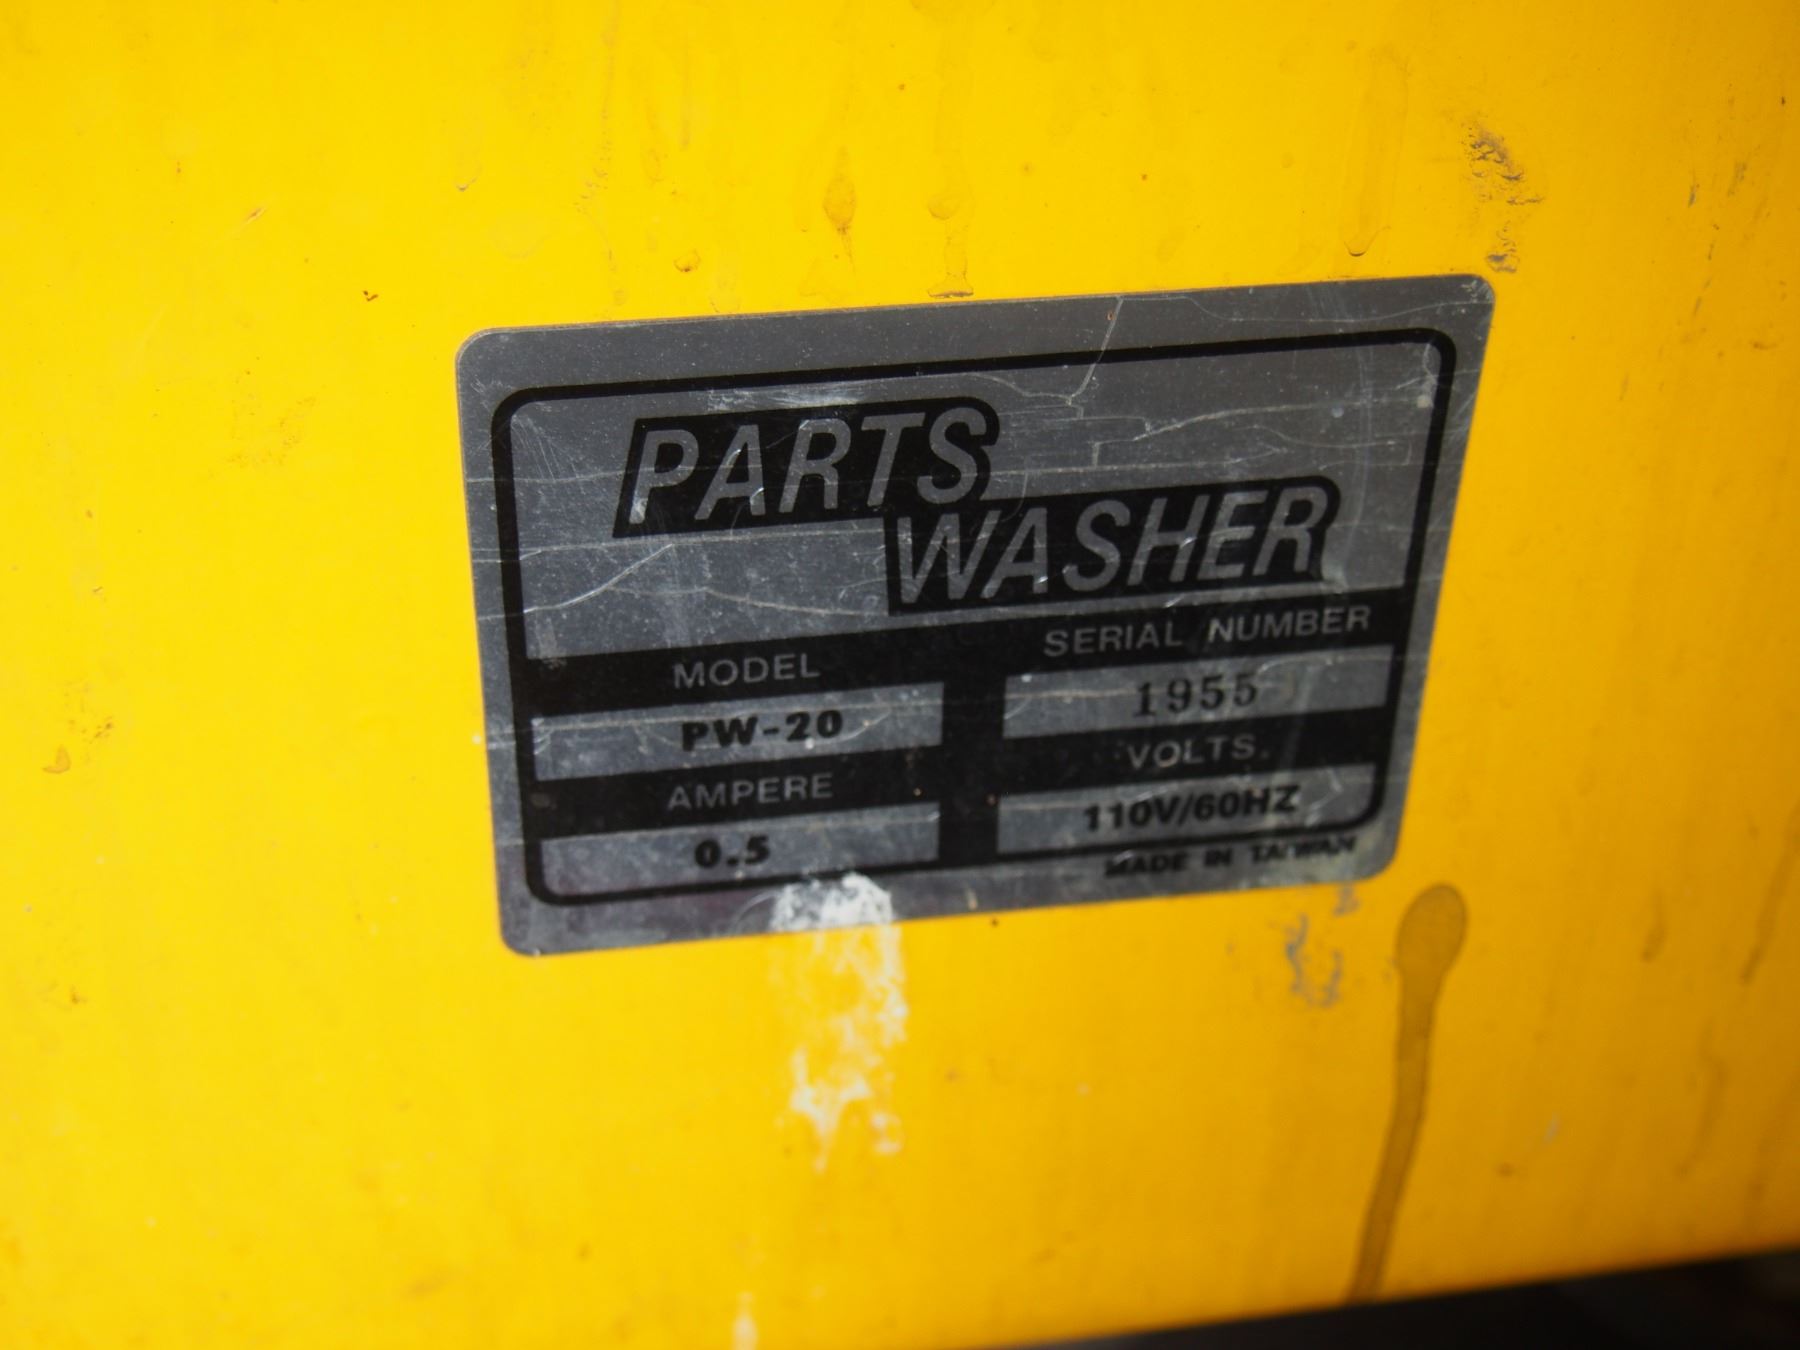 PARTS
WASHER
MODEL
SERIAL NUMBER
PW-20
1955
AMPERE
VOLTS.
0.5
110V/60HZ
MADE IN TAIWAN